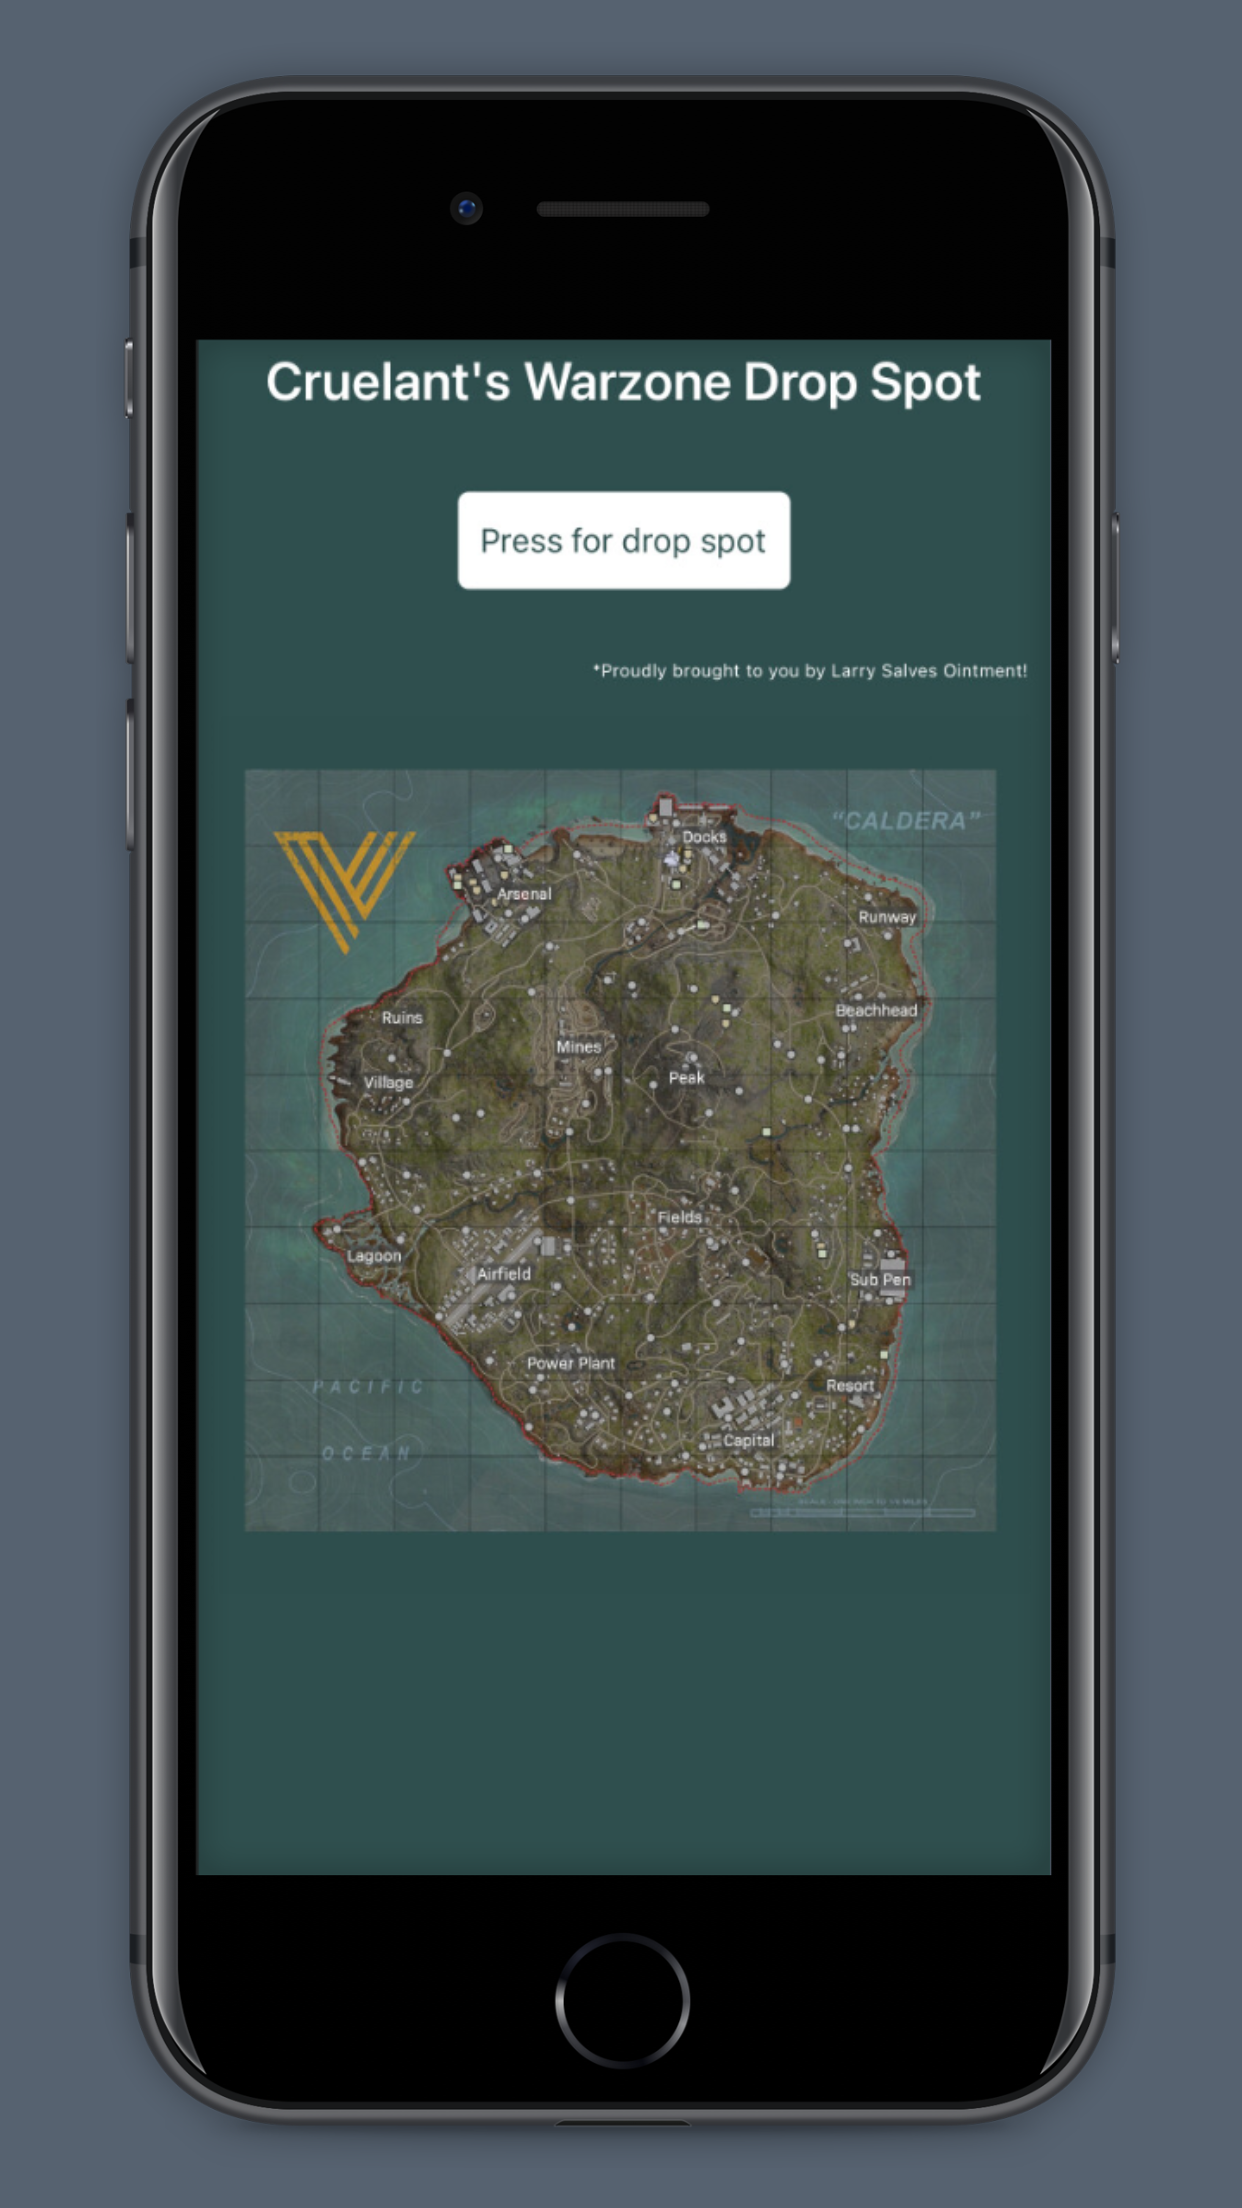 Cruelant's Warzone Drop Spot
Press for drop spot
*Proudly brought to you by Larry Salves Ointment!
"CALDERA"
Docks
Arsenal
Runway
Beachhead
Ruins
Mines
Peak
Village
Fields
Lagoon
Airfield
Sub Pen
Power Plant
Resort
PACIFIC
OCEAN
Capital